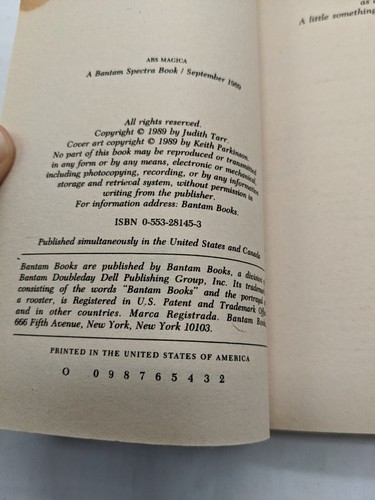 as
A little something
ARS MAGICA
A Bantam Spectra Book / September 1989
All rights reserved.
Copyright © 1989 by Judith Tarr.
Cover art copyright © 1989 by Keith Parkinson.
No part of this book may be reproduced or transmitted
in any form or by any means, electronic or mechanical,
including photocopying, recording, or by any information
storage and retrieval system, without permission in
writing from the publisher.
For information address: Bantam Books.
ISBN 0-553-28145-3
Published simultaneously in the United States and Canada
Bantam Books are published by Bantam Books, a division
Bantam Doubleday Dell Publishing Group, Inc. Its trademark
consisting of the words "Bantam Books" and the portrayal
a rooster, is Registered in U.S. Patent and Trademark Offi
and in other countries. Marca Registrada. Bantam Book
666 Fifth Avenue, New York, New York 10103.
PRINTED IN THE UNITED STATES OF AMERICA
O 0 9 8 7 6 5 4 3 2